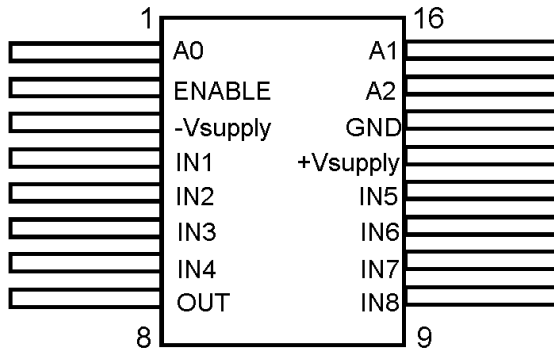 1 16
A0 A1
ENABLE A2
-Vsupply GND
IN1 +Vsupply
IN2 IN5
IN3 IN6
IN4 IN7
OUT IN8
8 9